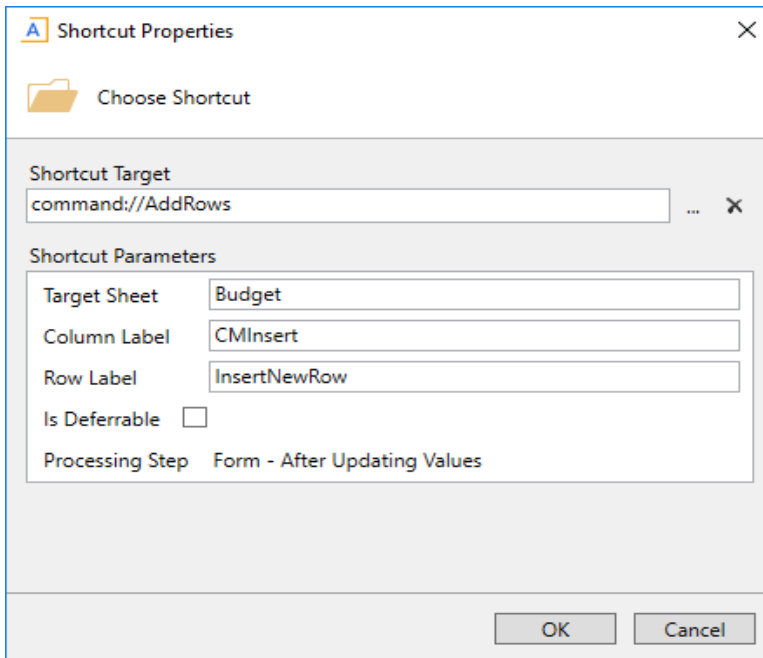 A Shortcut Properties
Choose Shortcut
Shortcut Target
command://AddRows
...
Shortcut Parameters
Target Sheet Budget
Column Label CMInsert
Row Label InsertNewRow
Is Deferrable
Processing Step Form - After Updating Values
OK Cancel